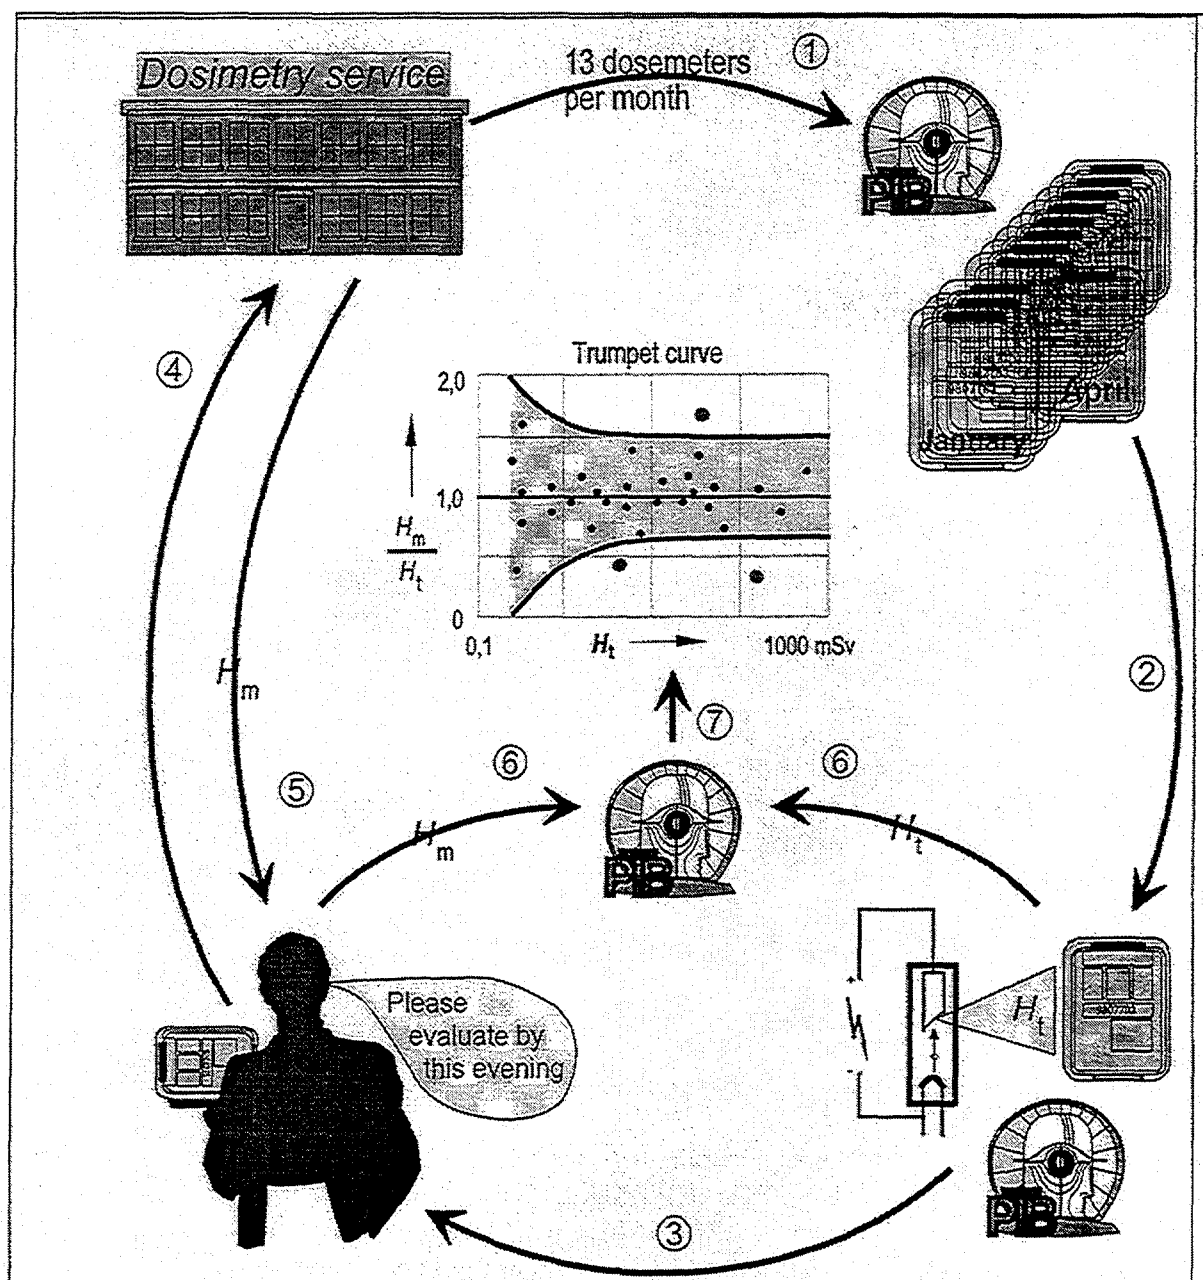 Dosimetry service
13 dosemeters
per month
①
PTB
April
January
②
④
Trumpet curve
2,0
1,0
0
H_m
H_t
0,1
H_t
1000 mSv
H_m
⑤
⑥
H_m
⑦
⑥
H_t
PTB
Please
evaluate by
this evening
+
-
H_t
PTB
③